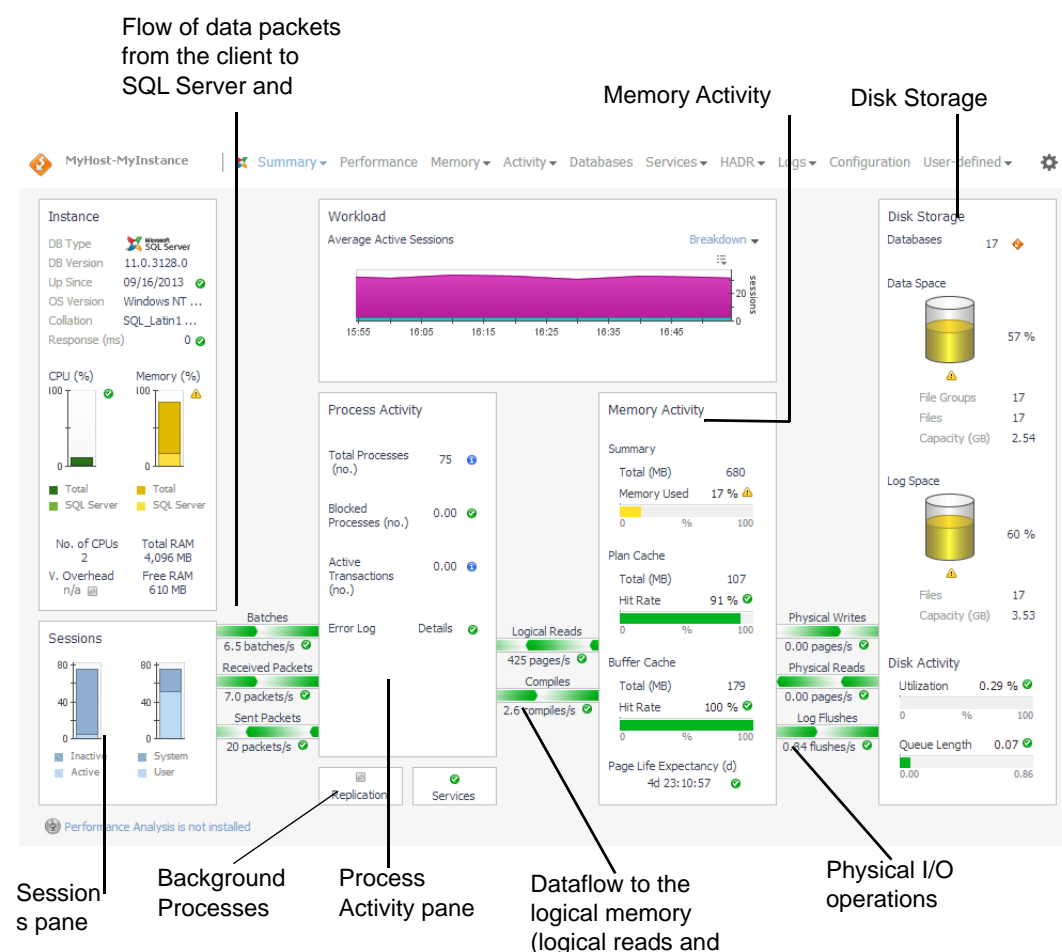 Flow of data packets
from the client to
SQL Server and
Memory Activity
Disk Storage
MyHost-MyInstance
Summary Performance Memory Activity Databases Services HADR Logs Configuration User-defined
Instance
DB Type Microsoft SQL Server
DB Version 11.0.3128.0
Up Since 09/16/2013
OS Version Windows NT ...
Collation SQL_Latin1 ...
Response (ms) 0
CPU (%) Memory (%)
100 100
0 0
Total Total
SQL Server SQL Server
No. of CPUs Total RAM
2 4,096 MB
V. Overhead Free RAM
n/a 610 MB
Sessions
80 80
40 40
0 0
Inactive System
Active User
Batches
6.5 batches/s
Received Packets
7.0 packets/s
Sent Packets
20 packets/s
Workload
Average Active Sessions Breakdown
20
0
sessions
15:55 16:05 16:15 16:25 16:35 16:45
Process Activity
Total Processes
(no.) 75
Blocked
Processes (no.) 0.00
Active
Transactions
(no.) 0.00
Error Log Details
Replication Services
Logical Reads
425 pages/s
Compiles
2.6 compiles/s
Memory Activity
Summary
Total (MB) 680
Memory Used 17 %
0 % 100
Plan Cache
Total (MB) 107
Hit Rate 91 %
0 % 100
Buffer Cache
Total (MB) 179
Hit Rate 100 %
0 % 100
Page Life Expectancy (d)
4d 23:10:57
Physical Writes
0.00 pages/s
Physical Reads
0.00 pages/s
Log Flushes
0.84 flushes/s
Disk Storage
Databases 17
Data Space
57 %
File Groups 17
Files 17
Capacity (GB) 2.54
Log Space
60 %
Files 17
Capacity (GB) 3.53
Disk Activity
Utilization 0.29 %
0 % 100
Queue Length 0.07
0.00 0.86
Performance Analysis is not installed
Session
s pane
Background
Processes
Process
Activity pane
Dataflow to the
logical memory
(logical reads and
Physical I/O
operations